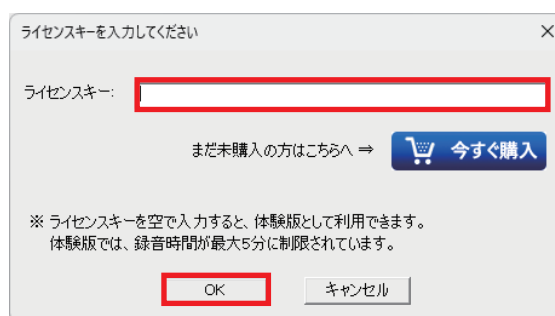 ライセンスキーを入力してください
ライセンスキー:
まだ未購入の方はこちらへ ⇒ 今すぐ購入
※ ライセンスキーを空で入力すると、体験版として利用できます。
体験版では、録音時間が最大5分に制限されています。
OK キャンセル